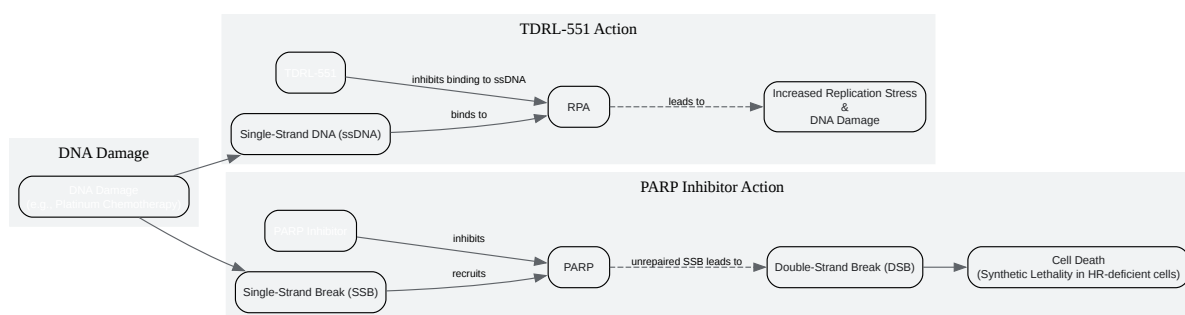 TDRL-551 Action
TDRL-551
inhibits binding to ssDNA
Single-Strand DNA (ssDNA)
binds to
RPA
leads to
Increased Replication Stress
&
DNA Damage
DNA Damage
DNA Damage
(e.g., Platinum Chemotherapy)
PARP Inhibitor Action
PARP Inhibitor
inhibits
Single-Strand Break (SSB)
recruits
PARP
unrepaired SSB leads to
Double-Strand Break (DSB)
Cell Death
(Synthetic Lethality in HR-deficient cells)